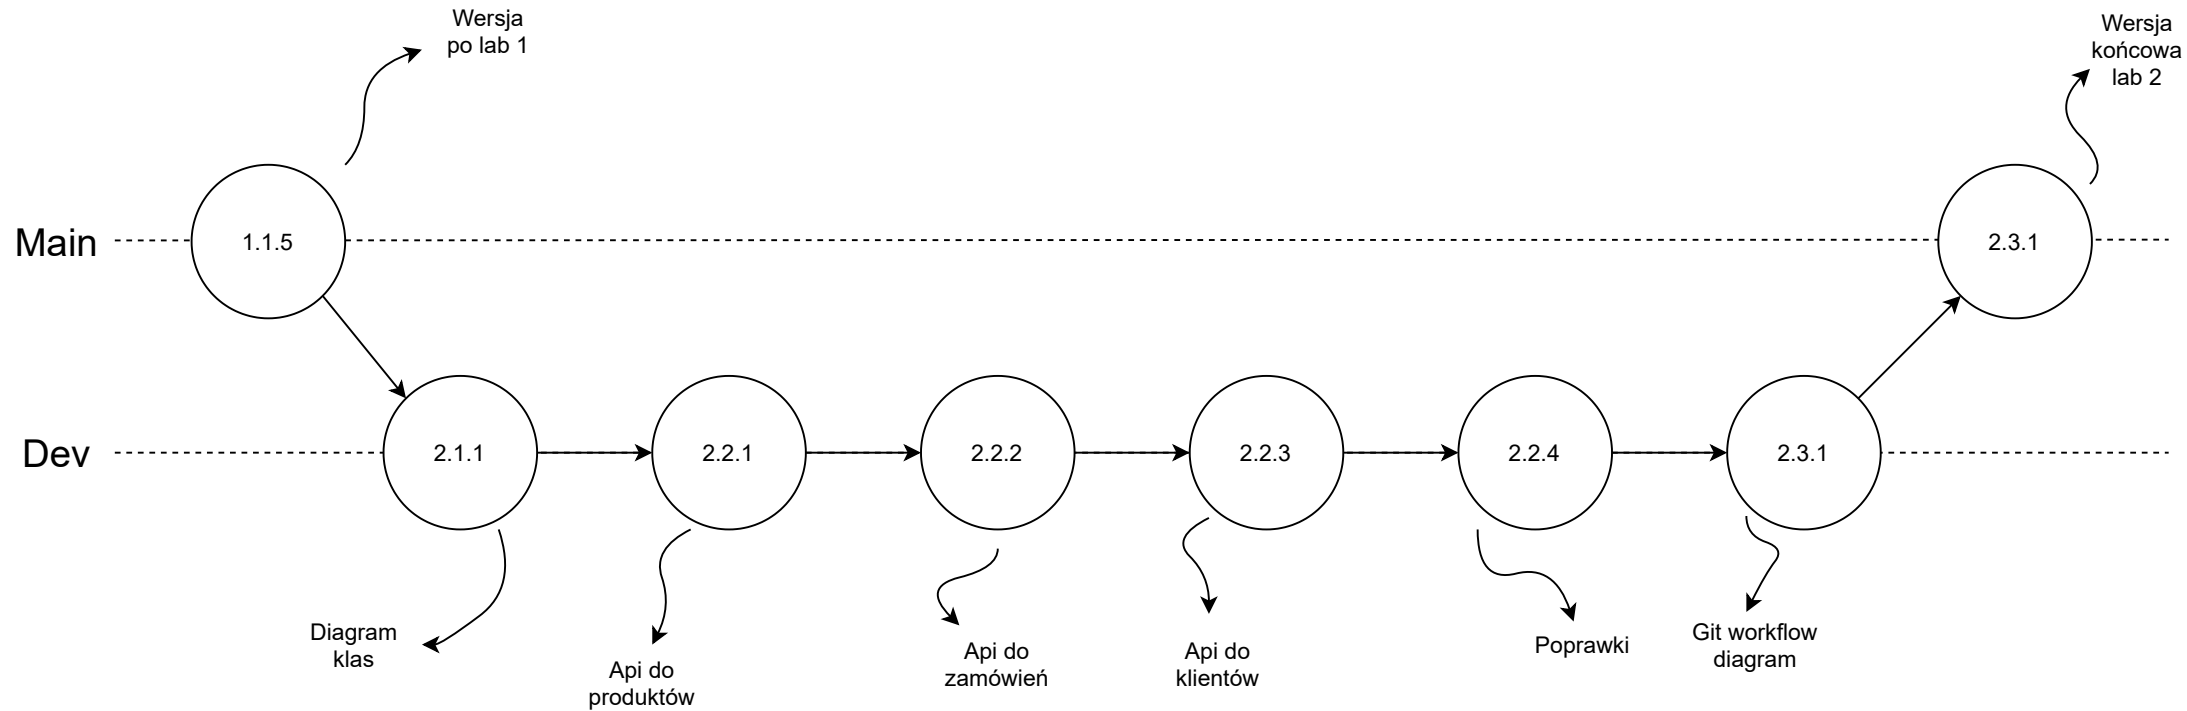 Wersja
po lab 1
Wersja
końcowa
lab 2
Main
1.1.5
2.3.1
Dev
2.1.1
2.2.1
2.2.2
2.2.3
2.2.4
2.3.1
Diagram
klas
Api do
produktów
Api do
zamówień
Api do
klientów
Poprawki
Git workflow
diagram